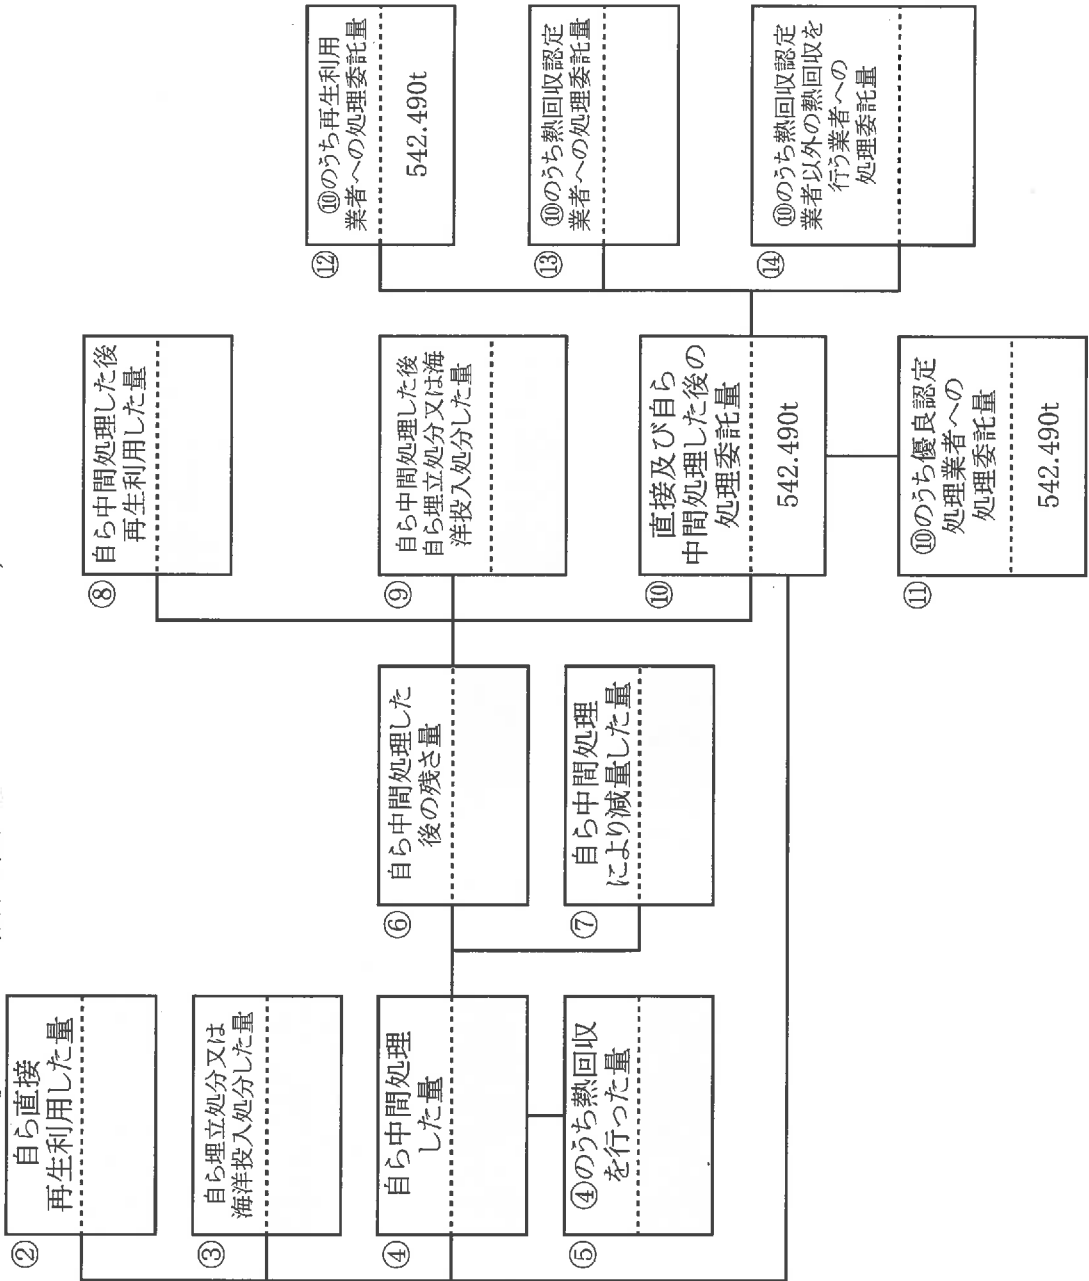 ②
自ら直接
再生利用した量
③
自ら埋立処分又は
海洋投入処分した量
④
自ら中間処理
した量
⑤
④のうち熱回収
を行った量
⑥
自ら中間処理した
後の残さ量
⑦
自ら中間処理
により減量した量
⑧
自ら中間処理した後
再生利用した量
⑨
自ら中間処理した後
自ら埋立処分又は海
洋投入処分した量
⑩
直接及び自ら
中間処理した後の
処理委託量
542.490t
⑪
⑩のうち優良認定
処理業者への
処理委託量
542.490t
⑫
⑩のうち再生利用
業者への処理委託量
542.490t
⑬
⑩のうち熱回収認定
業者への処理委託量
⑭
⑩のうち熱回収認定
業者以外の熱回収を
行う業者への
処理委託量